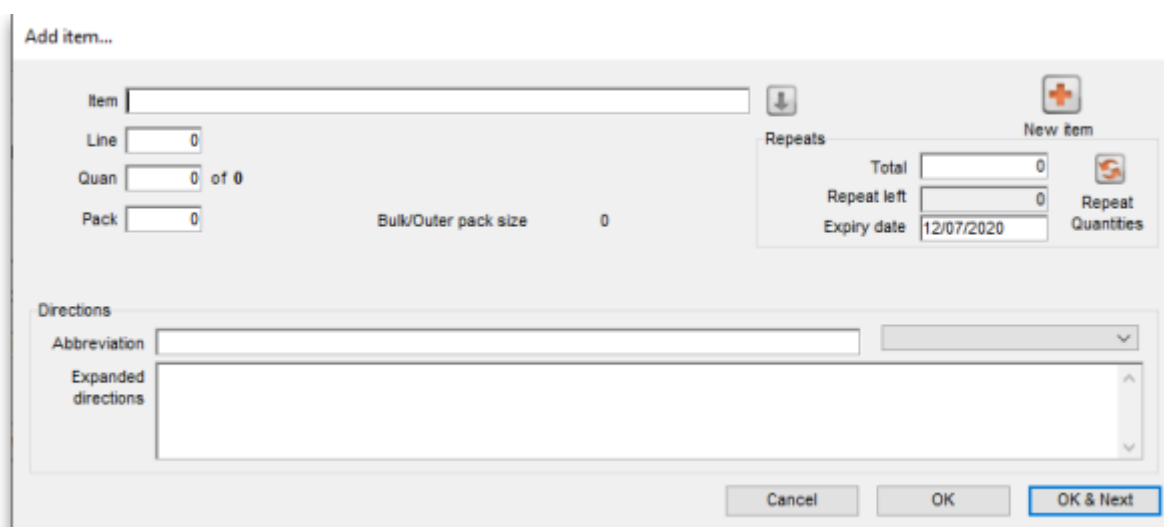 Add item...
Item
New item
Line 0
Repeats
Total 0
Quan 0 of 0
Repeat left 0
Repeat Quantities
Pack 0
Bulk/Outer pack size 0
Expiry date 12/07/2020
Directions
Abbreviation
Expanded
directions
Cancel OK OK & Next